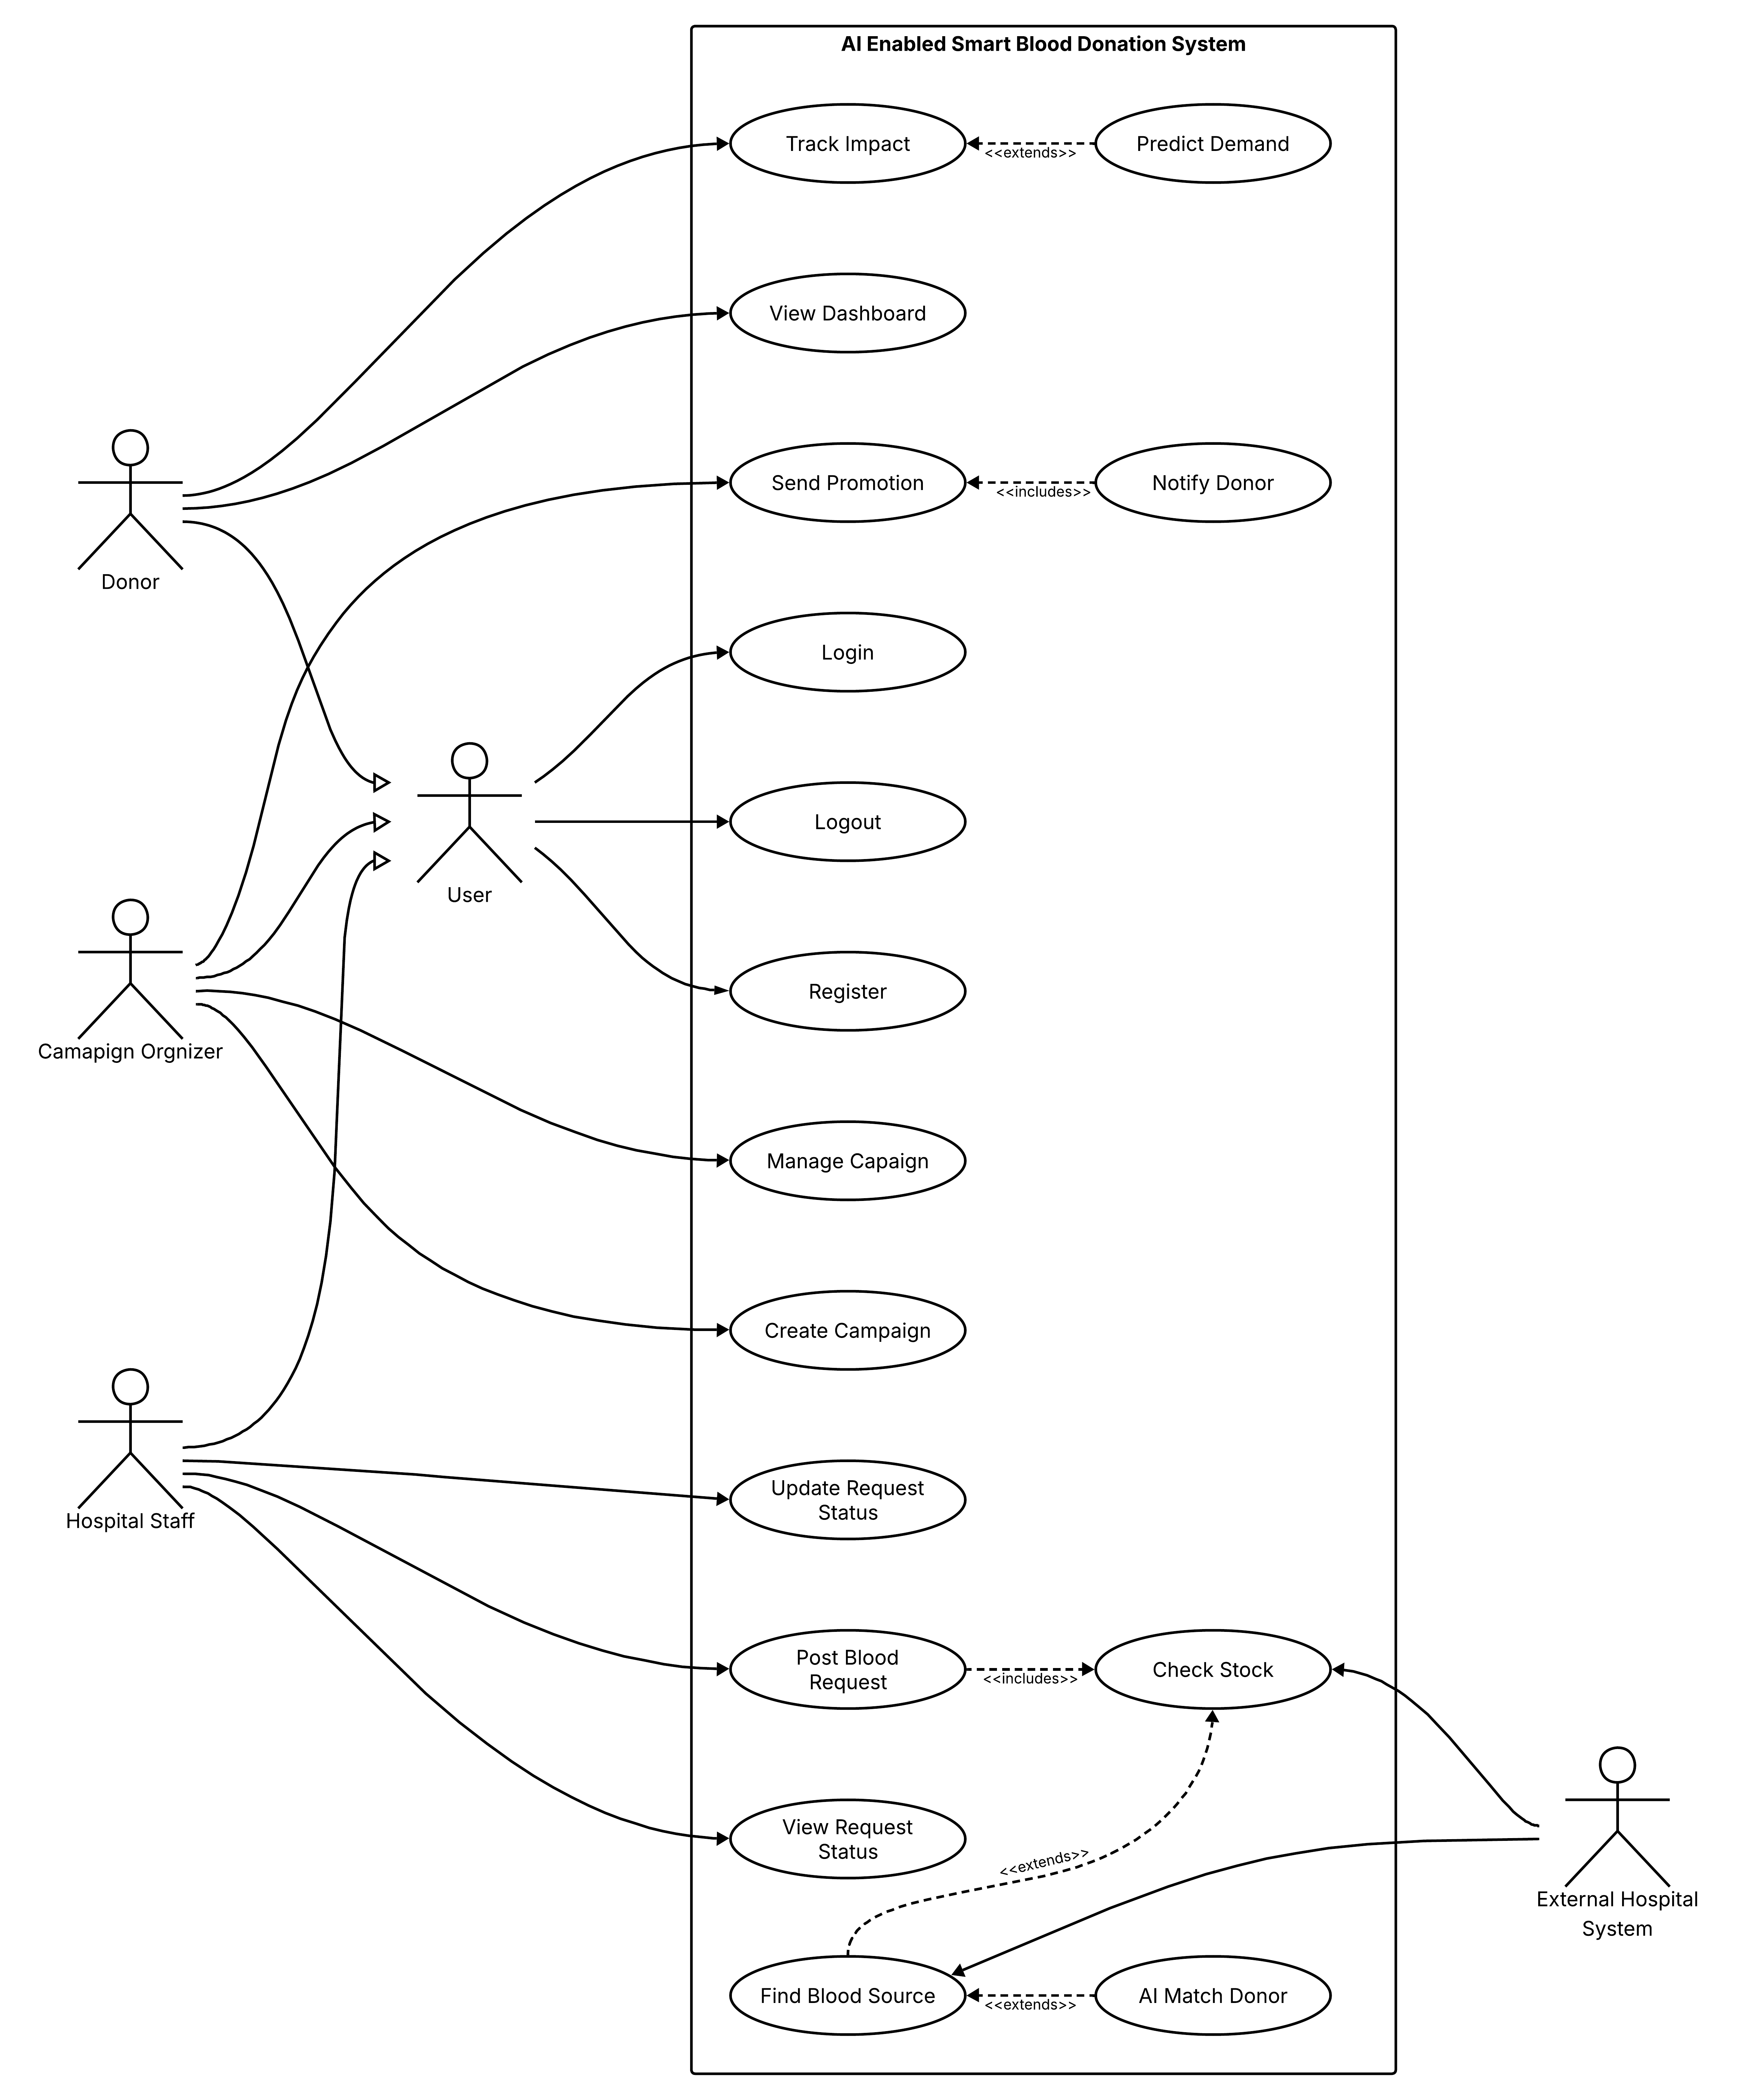 AI Enabled Smart Blood Donation System
Track Impact
<<extends>>
Predict Demand
View Dashboard
Send Promotion
<<includes>>
Notify Donor
Donor
Login
Logout
User
Register
Camapign Orgnizer
Manage Capaign
Create Campaign
Update Request
Status
Hospital Staff
Post Blood
Request
<<includes>>
Check Stock
View Request
Status
<<extends>>
External Hospital
System
Find Blood Source
<<extends>>
AI Match Donor